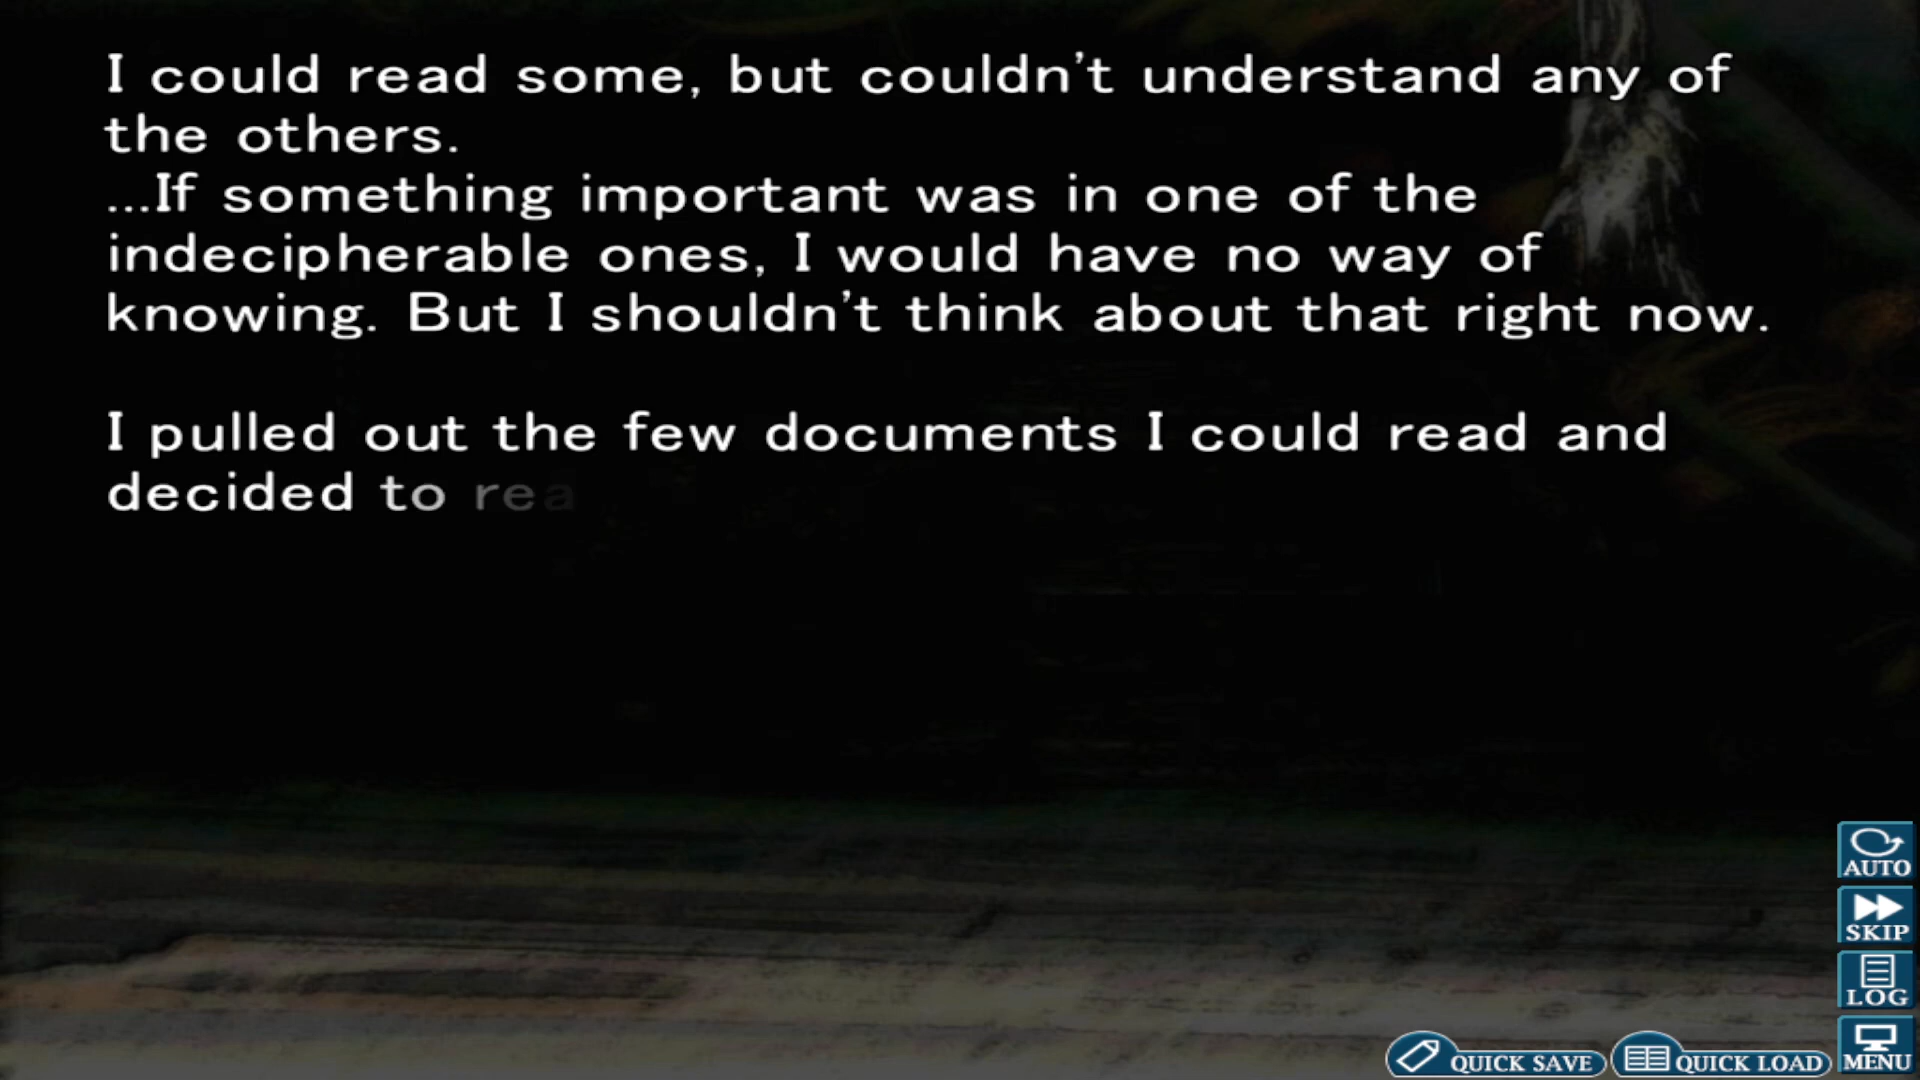 I could read some, but couldn't understand any of
the others.
...If something important was in one of the
indecipherable ones, I would have no way of
knowing. But I shouldn't think about that right now.
I pulled out the few documents I could read and
decided to rea
AUTO
SKIP
LOG
MENU
QUICK SAVE
QUICK LOAD